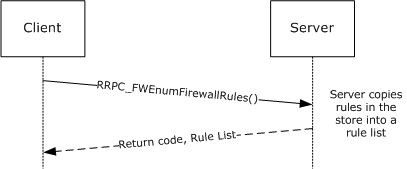 Client
Server
RRPC_FWEnumFirewallRules()
Server copies
rules in the
store into a
rule list
Return code, Rule List